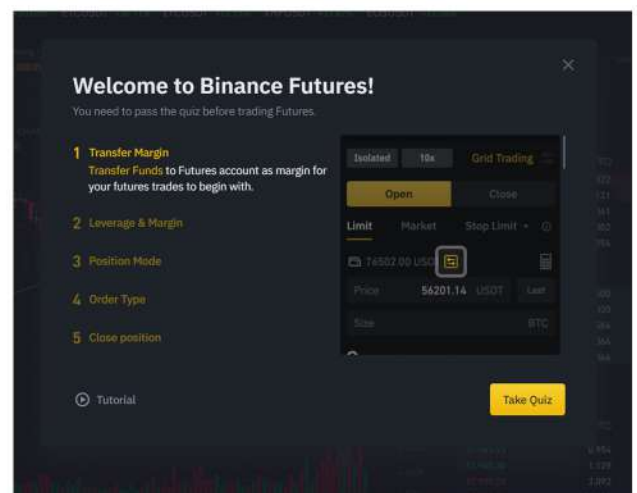 Welcome to Binance Futures!
You need to pass the quiz before trading Futures.
1 Transfer Margin
Transfer Funds to Futures account as margin for
your futures trades to begin with.
2 Leverage & Margin
3 Position Mode
4 Order Type
5 Close position
Tutorial
Isolated 10x Grid Trading
Open Close
Limit Market Stop Limit
76502.00 USD
Price 56201.14 USDT Last
Size BTC
Take Quiz